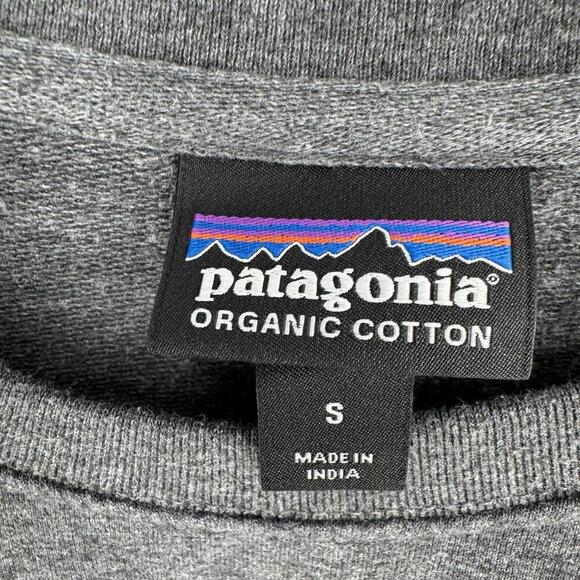 patagonia®
ORGANIC COTTON
S
MADE IN
INDIA